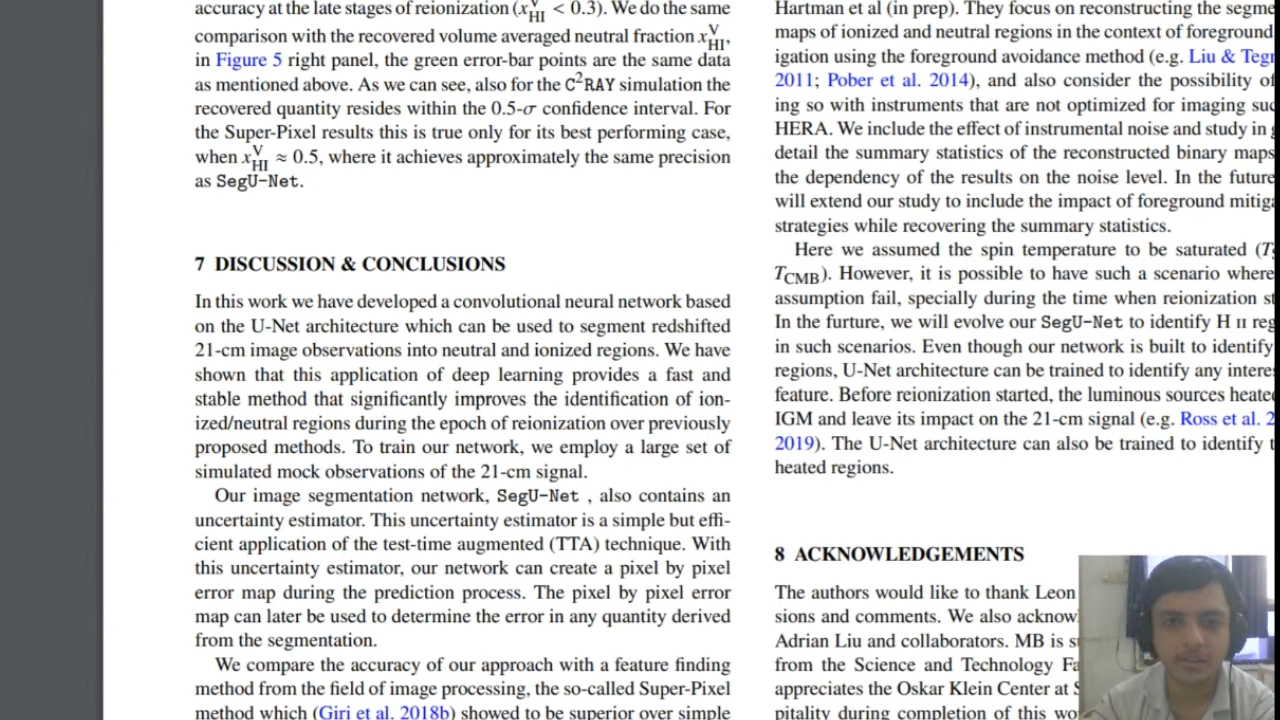 accuracy at the late stages of reionization (x^V_HI < 0.3). We do the same
comparison with the recovered volume averaged neutral fraction x^V_HI,
in Figure 5 right panel, the green error-bar points are the same data
as mentioned above. As we can see, also for the C²RAY simulation the
recovered quantity resides within the 0.5-σ confidence interval. For
the Super-Pixel results this is true only for its best performing case,
when x^V_HI ≈ 0.5, where it achieves approximately the same precision
as SegU-Net.
7 DISCUSSION & CONCLUSIONS
In this work we have developed a convolutional neural network based
on the U-Net architecture which can be used to segment redshifted
21-cm image observations into neutral and ionized regions. We have
shown that this application of deep learning provides a fast and
stable method that significantly improves the identification of ion-
ized/neutral regions during the epoch of reionization over previously
proposed methods. To train our network, we employ a large set of
simulated mock observations of the 21-cm signal.
Our image segmentation network, SegU-Net , also contains an
uncertainty estimator. This uncertainty estimator is a simple but effi-
cient application of the test-time augmented (TTA) technique. With
this uncertainty estimator, our network can create a pixel by pixel
error map during the prediction process. The pixel by pixel error
map can later be used to determine the error in any quantity derived
from the segmentation.
We compare the accuracy of our approach with a feature finding
method from the field of image processing, the so-called Super-Pixel
method which (Giri et al. 2018b) showed to be superior over simple
Hartman et al (in prep). They focus on reconstructing the segme
maps of ionized and neutral regions in the context of foreground
igation using the foreground avoidance method (e.g. Liu & Tegr
2011; Pober et al. 2014), and also consider the possibility of
ing so with instruments that are not optimized for imaging suc
HERA. We include the effect of instrumental noise and study in
detail the summary statistics of the reconstructed binary maps
the dependency of the results on the noise level. In the future
will extend our study to include the impact of foreground mitiga
strategies while recovering the summary statistics.
Here we assumed the spin temperature to be saturated (T
T_CMB). However, it is possible to have such a scenario where
assumption fail, specially during the time when reionization st
In the furture, we will evolve our SegU-Net to identify H II reg
in such scenarios. Even though our network is built to identify
regions, U-Net architecture can be trained to identify any intere
feature. Before reionization started, the luminous sources heated
IGM and leave its impact on the 21-cm signal (e.g. Ross et al. 2
2019). The U-Net architecture can also be trained to identify t
heated regions.
8 ACKNOWLEDGEMENTS
The authors would like to thank Leon
sions and comments. We also acknow
Adrian Liu and collaborators. MB is s
from the Science and Technology Fa
appreciates the Oskar Klein Center at S
pitality during completion of this wo